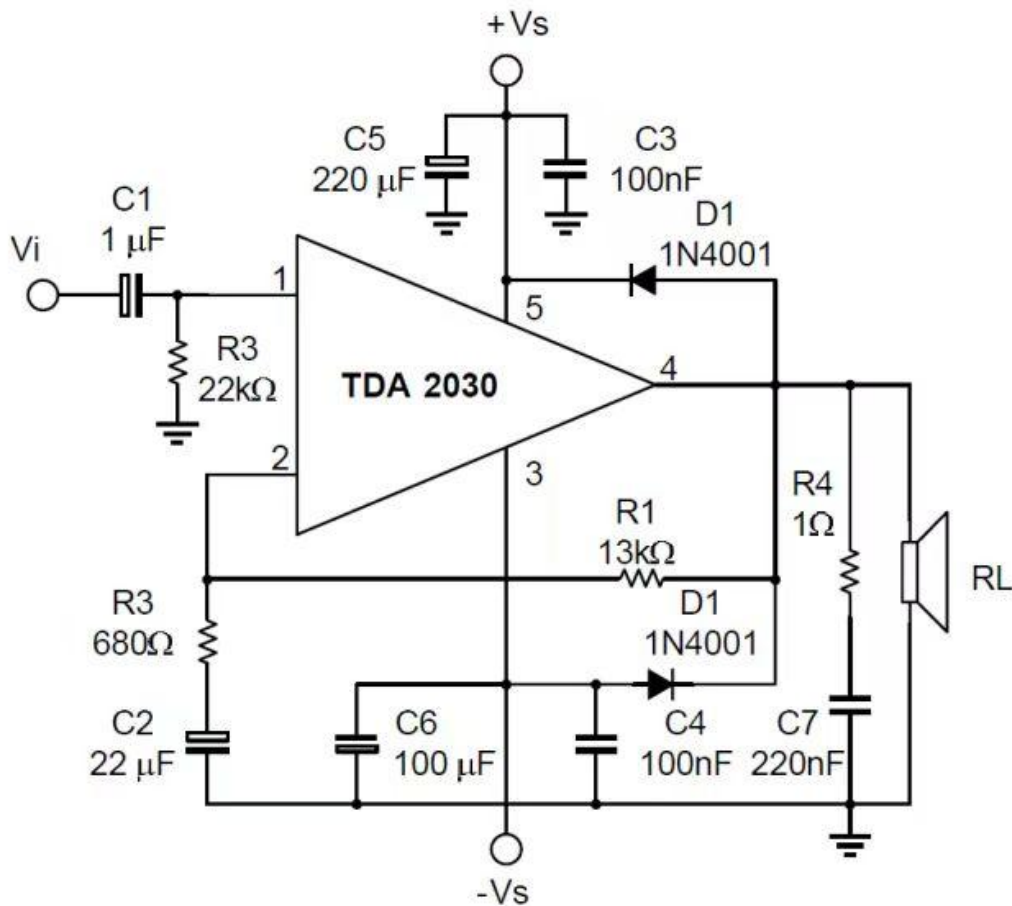 +Vs
C5
220 µF
C3
100nF
C1
1 µF
D1
1N4001
Vi
1
5
R3
22kΩ
TDA 2030
4
2
3
R4
1Ω
R1
13kΩ
RL
R3
680Ω
D1
1N4001
C2
22 µF
C6
100 µF
C4
100nF
C7
220nF
-Vs